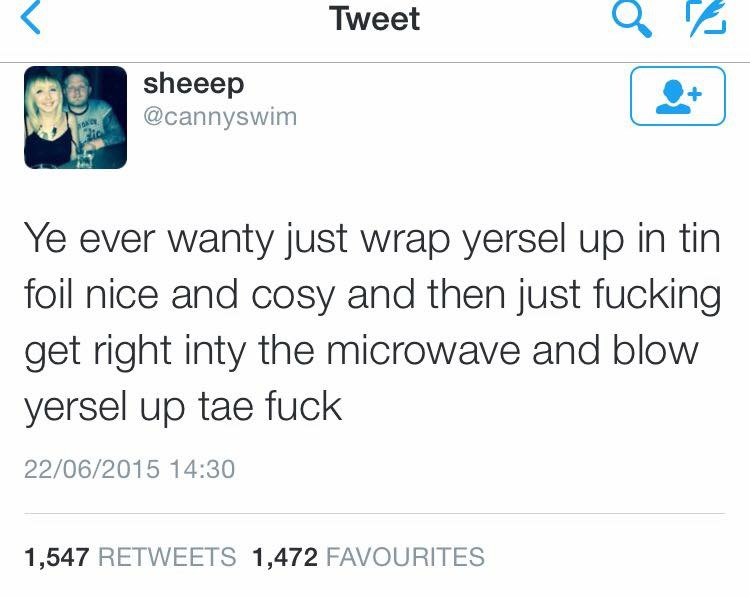 Tweet
sheeep
@cannyswim
Ye ever wanty just wrap yersel up in tin
foil nice and cosy and then just fucking
get right inty the microwave and blow
yersel up tae fuck
22/06/2015 14:30
1,547 RETWEETS 1,472 FAVOURITES